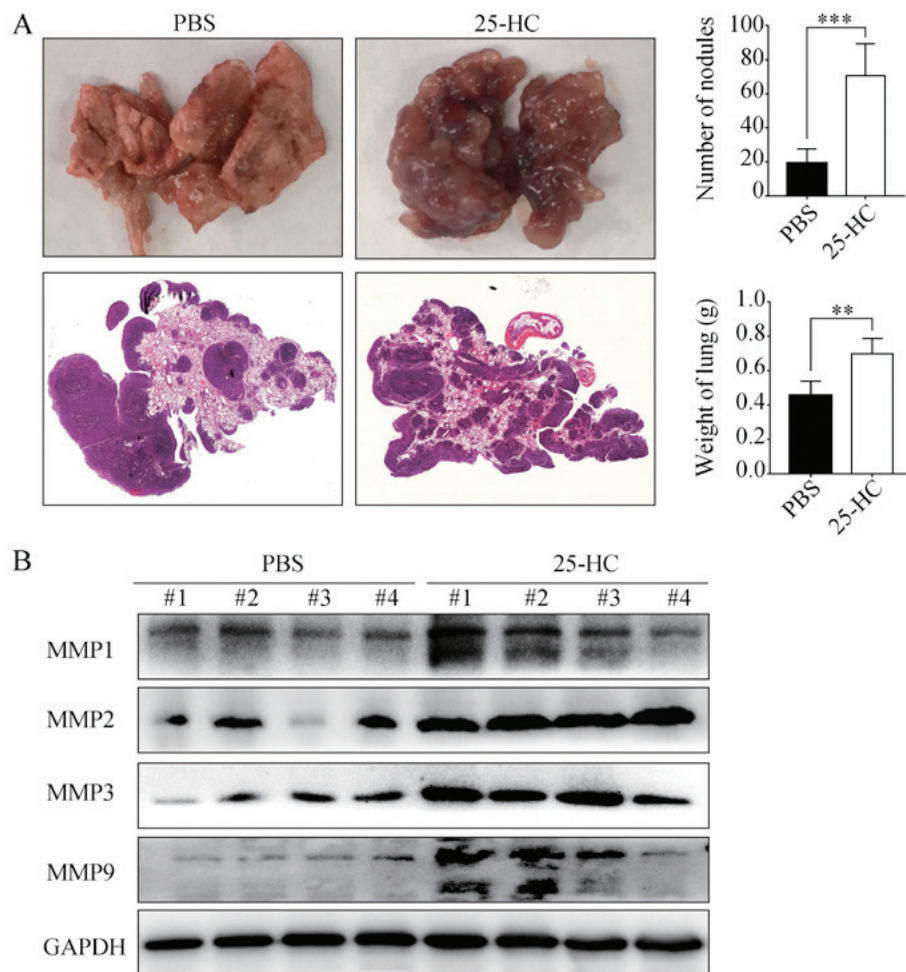 A
PBS
25-HC
Number of nodules
100
80
60
40
20
0
***
PBS
25-HC
Weight of lung (g)
1.0
0.8
0.6
0.4
0.2
0.0
**
PBS
25-HC
B
PBS 25-HC
#1 #2 #3 #4 #1 #2 #3 #4
MMP1
MMP2
MMP3
MMP9
GAPDH